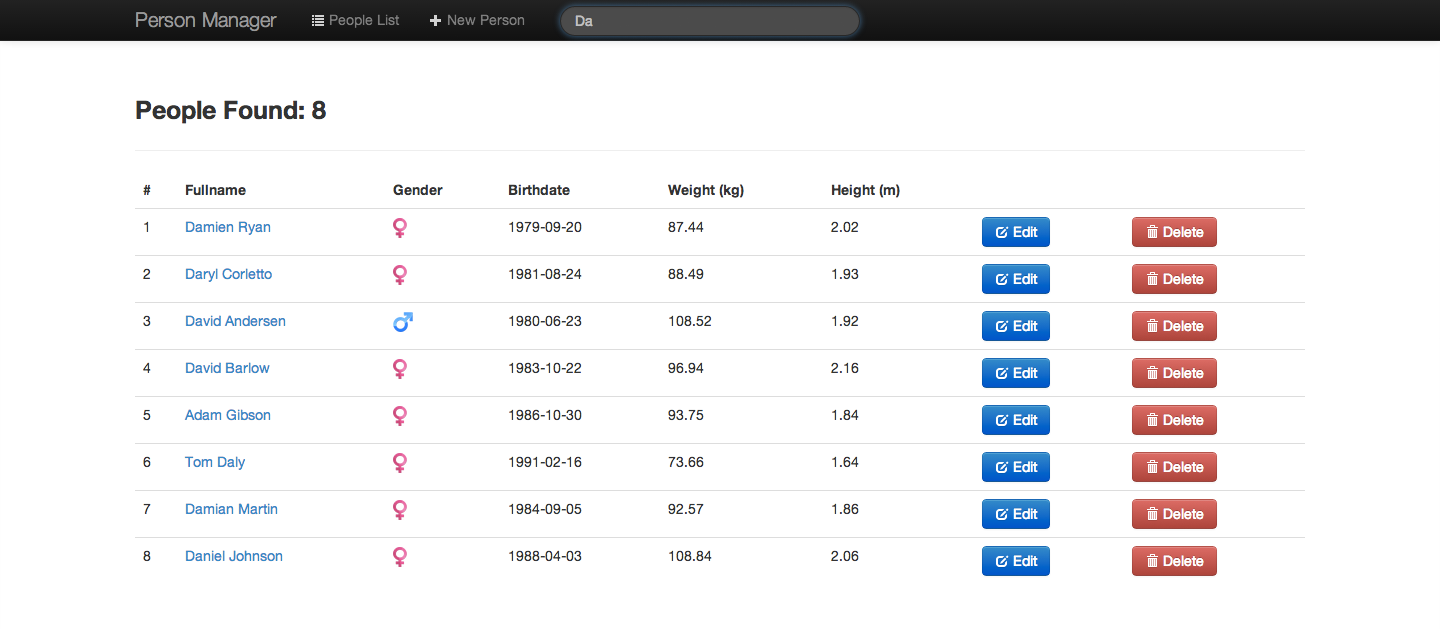 Person Manager People List New Person Da
People Found: 8
# Fullname Gender Birthdate Weight (kg) Height (m)
1 Damien Ryan 1979-09-20 87.44 2.02 Edit Delete
2 Daryl Corletto 1981-08-24 88.49 1.93 Edit Delete
3 David Andersen 1980-06-23 108.52 1.92 Edit Delete
4 David Barlow 1983-10-22 96.94 2.16 Edit Delete
5 Adam Gibson 1986-10-30 93.75 1.84 Edit Delete
6 Tom Daly 1991-02-16 73.66 1.64 Edit Delete
7 Damian Martin 1984-09-05 92.57 1.86 Edit Delete
8 Daniel Johnson 1988-04-03 108.84 2.06 Edit Delete